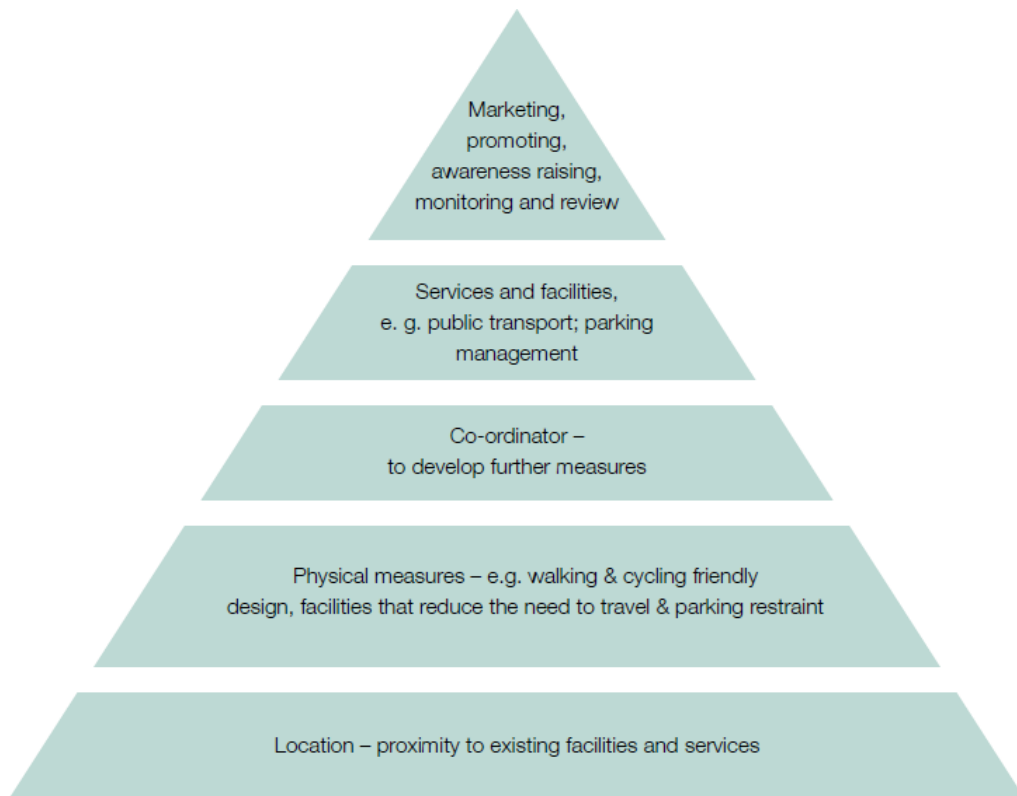 Marketing,
promoting,
awareness raising,
monitoring and review
Services and facilities,
e. g. public transport; parking
management
Co-ordinator –
to develop further measures
Physical measures – e.g. walking & cycling friendly
design, facilities that reduce the need to travel & parking restraint
Location – proximity to existing facilities and services